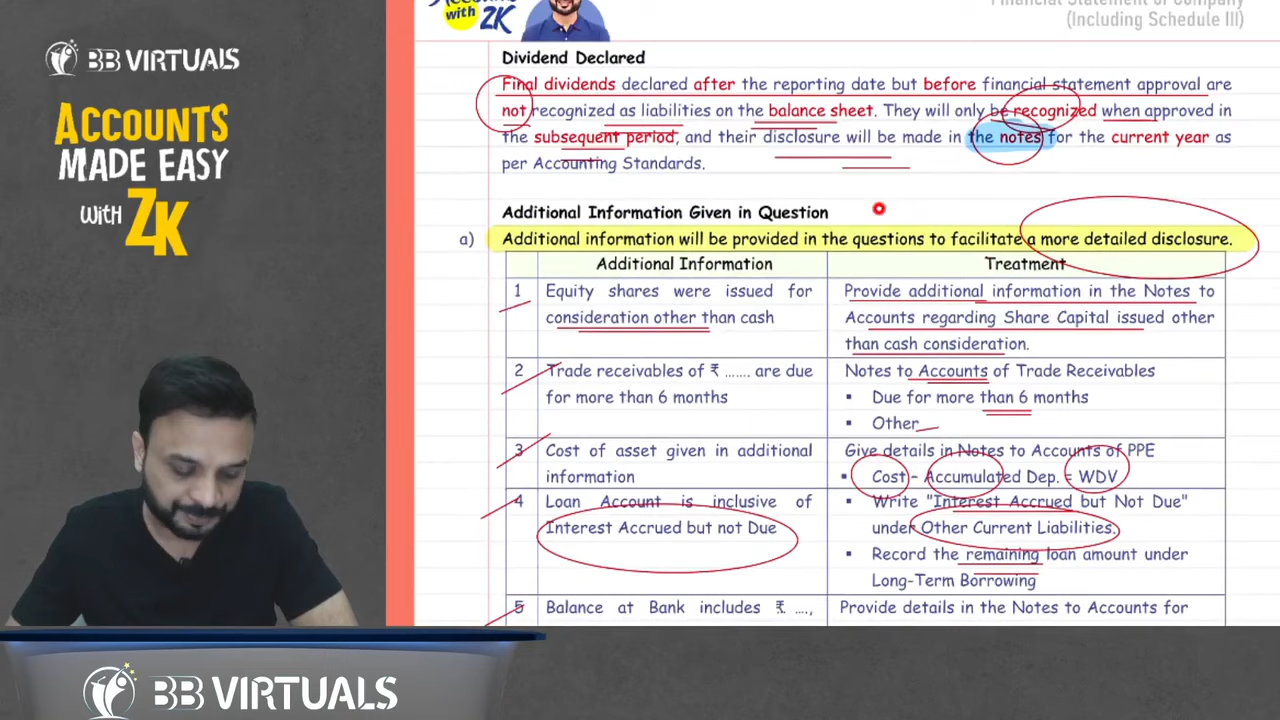 BB VIRTUALS
ACCOUNTS
MADE EASY
WITH ZK
with ZK
Financial Statement of Company
(Including Schedule III)
Dividend Declared
Final dividends declared after the reporting date but before financial statement approval are
not recognized as liabilities on the balance sheet. They will only be recognized when approved in
the subsequent period, and their disclosure will be made in the notes for the current year as
per Accounting Standards.
Additional Information Given in Question
a) Additional information will be provided in the questions to facilitate a more detailed disclosure.
Additional Information Treatment
1 Equity shares were issued for
consideration other than cash
Provide additional information in the Notes to
Accounts regarding Share Capital issued other
than cash consideration.
2 Trade receivables of ₹ ....... are due
for more than 6 months
Notes to Accounts of Trade Receivables
▪ Due for more than 6 months
▪ Other
3 Cost of asset given in additional
information
Give details in Notes to Accounts of PPE
▪ Cost – Accumulated Dep. = WDV
4 Loan Account is inclusive of
Interest Accrued but not Due
▪ Write "Interest Accrued but Not Due"
under Other Current Liabilities.
▪ Record the remaining loan amount under
Long-Term Borrowing
5 Balance at Bank includes ₹ ....,
Provide details in the Notes to Accounts for
BB VIRTUALS